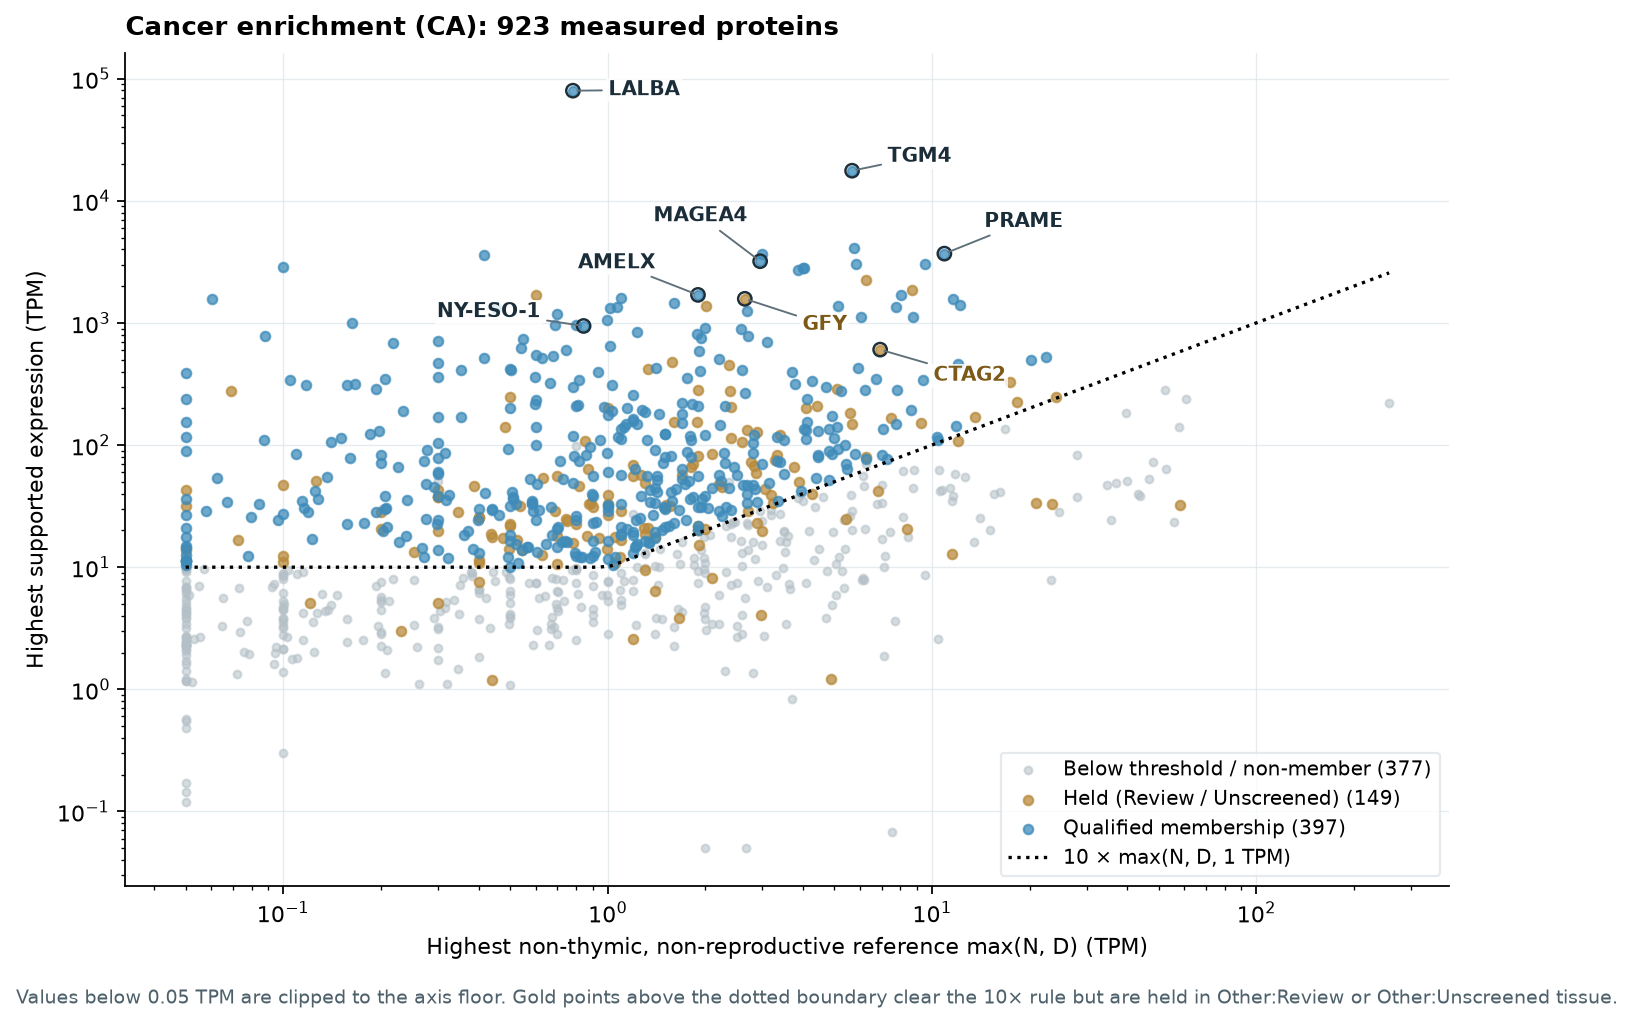 Cancer enrichment (CA): 923 measured proteins
Highest supported expression (TPM)
10⁵
10⁴
10³
10²
10¹
10⁰
10⁻¹
LALBA
TGM4
MAGEA4
PRAME
AMELX
NY-ESO-1
GFY
CTAG2
Below threshold / non-member (377)
Held (Review / Unscreened) (149)
Qualified membership (397)
10 × max(N, D, 1 TPM)
10⁻¹
10⁰
10¹
10²
Highest non-thymic, non-reproductive reference max(N, D) (TPM)
Values below 0.05 TPM are clipped to the axis floor. Gold points above the dotted boundary clear the 10× rule but are held in Other:Review or Other:Unscreened tissue.